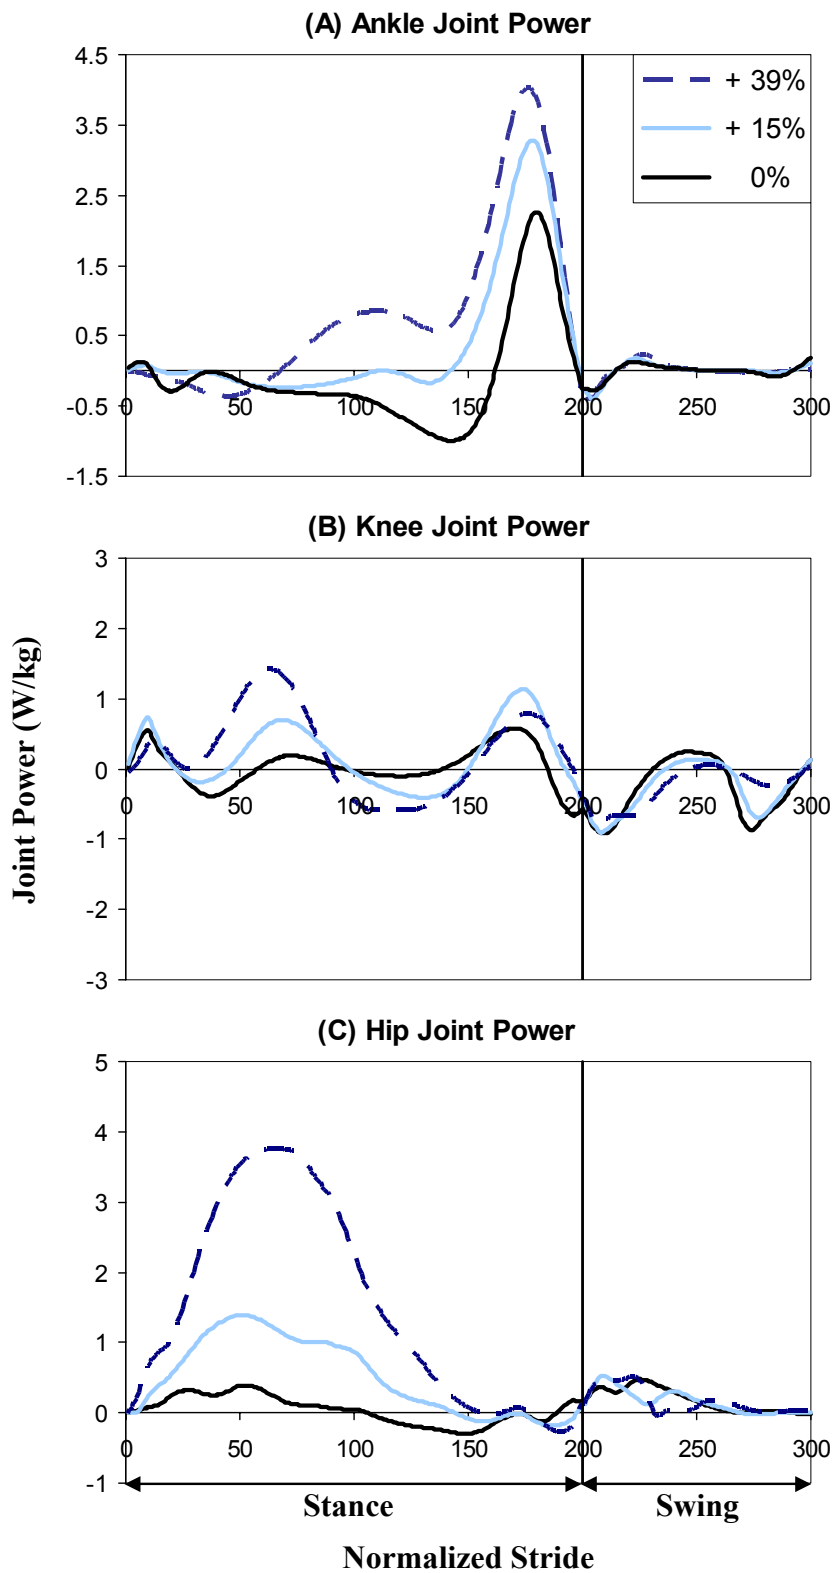 (A) Ankle Joint Power
4.5
3.5
2.5
1.5
0.5
-0.5
-1.5
0 50 100 150 200 250 300
+ 39%
+ 15%
0%
(B) Knee Joint Power
3
2
1
0
-1
-2
-3
0 50 100 150 200 250 300
Joint Power (W/kg)
(C) Hip Joint Power
5
4
3
2
1
0
-1
0 50 100 150 200 250 300
Stance Swing
Normalized Stride